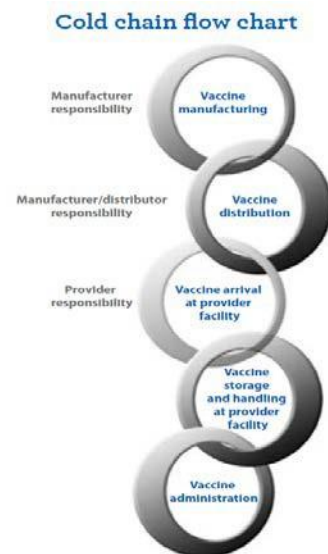 Cold chain flow chart
Manufacturer
responsibility
Vaccine
manufacturing
Manufacturer/distributor
responsibility
Vaccine
distribution
Provider
responsibility
Vaccine arrival
at provider
facility
Vaccine
storage
and handling
at provider
facility
Vaccine
administration